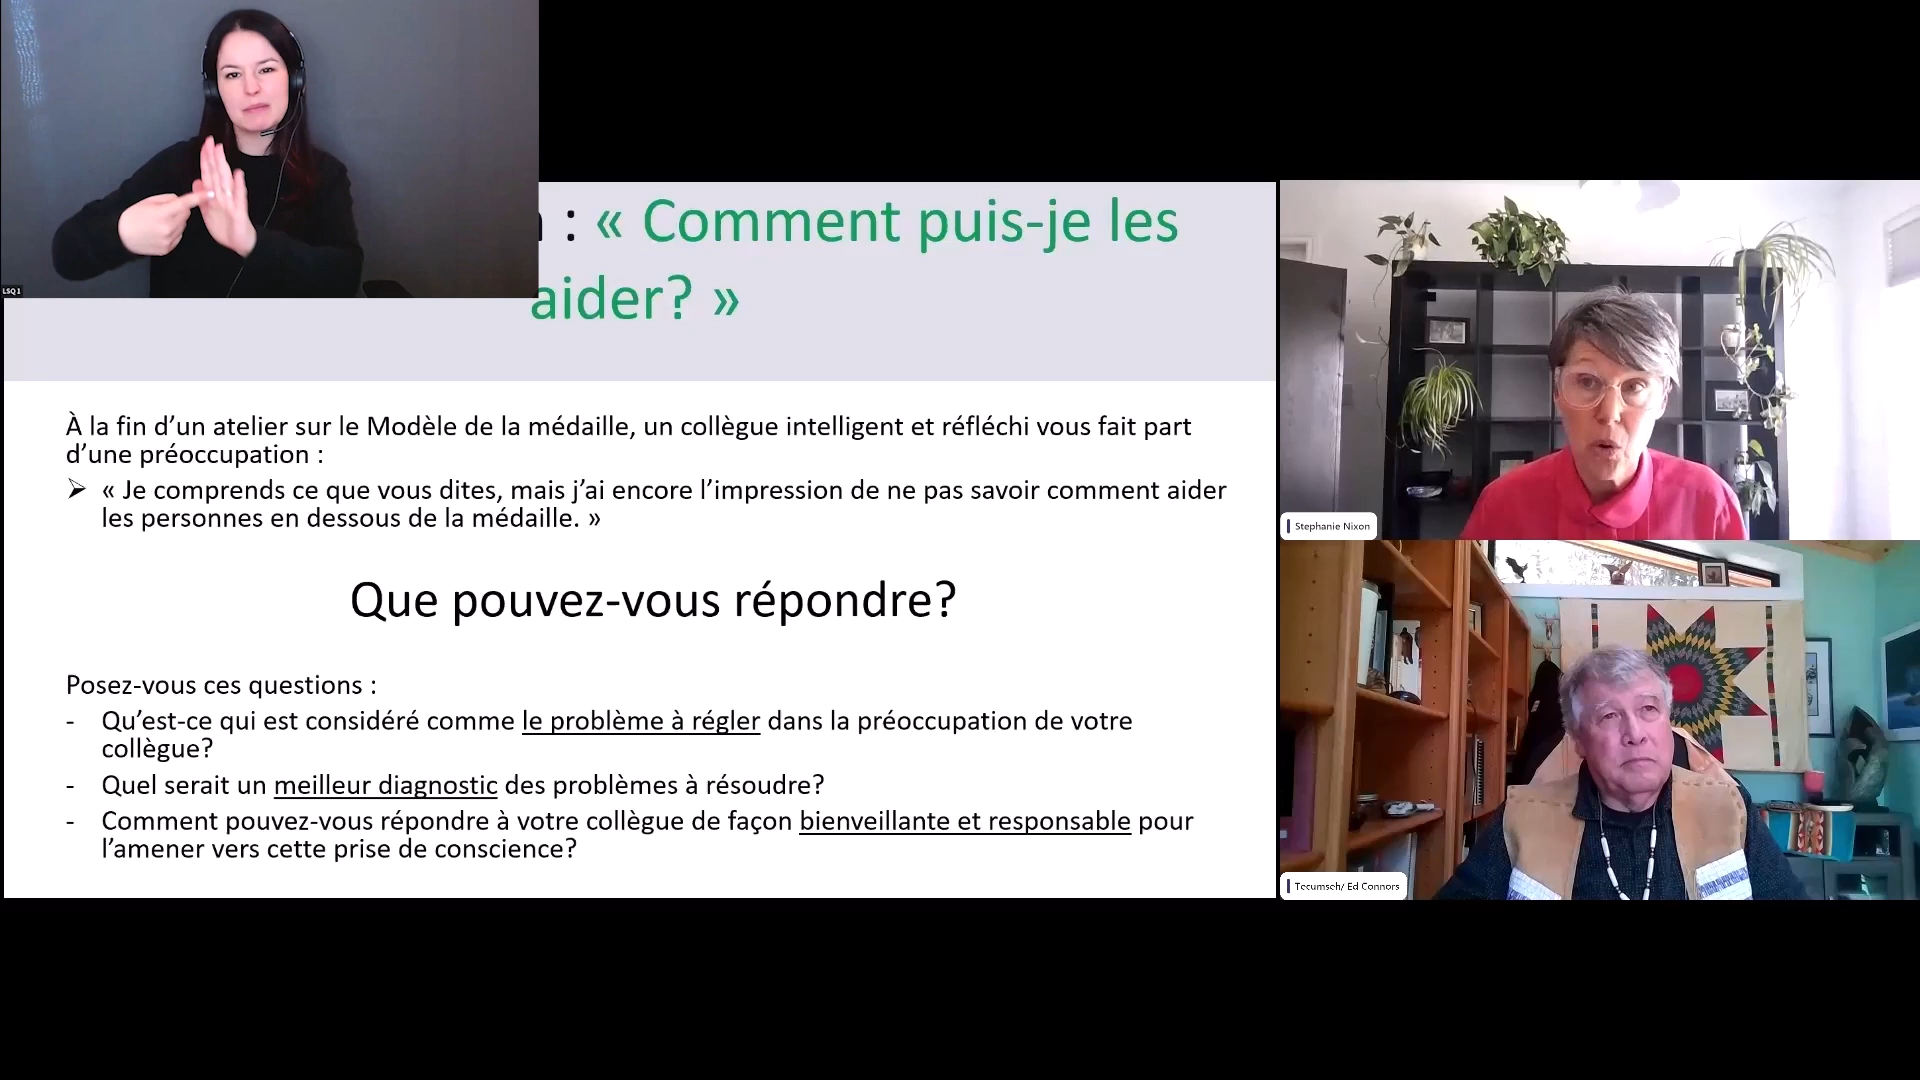 LSQ1
: « Comment puis-je les
aider? »
À la fin d’un atelier sur le Modèle de la médaille, un collègue intelligent et réfléchi vous fait part
d’une préoccupation :
➢ « Je comprends ce que vous dites, mais j’ai encore l’impression de ne pas savoir comment aider
les personnes en dessous de la médaille. »
Que pouvez-vous répondre?
Posez-vous ces questions :
- Qu’est-ce qui est considéré comme le problème à régler dans la préoccupation de votre
collègue?
- Quel serait un meilleur diagnostic des problèmes à résoudre?
- Comment pouvez-vous répondre à votre collègue de façon bienveillante et responsable pour
l’amener vers cette prise de conscience?
Stephanie Nixon
Tecumseh/ Ed Connors